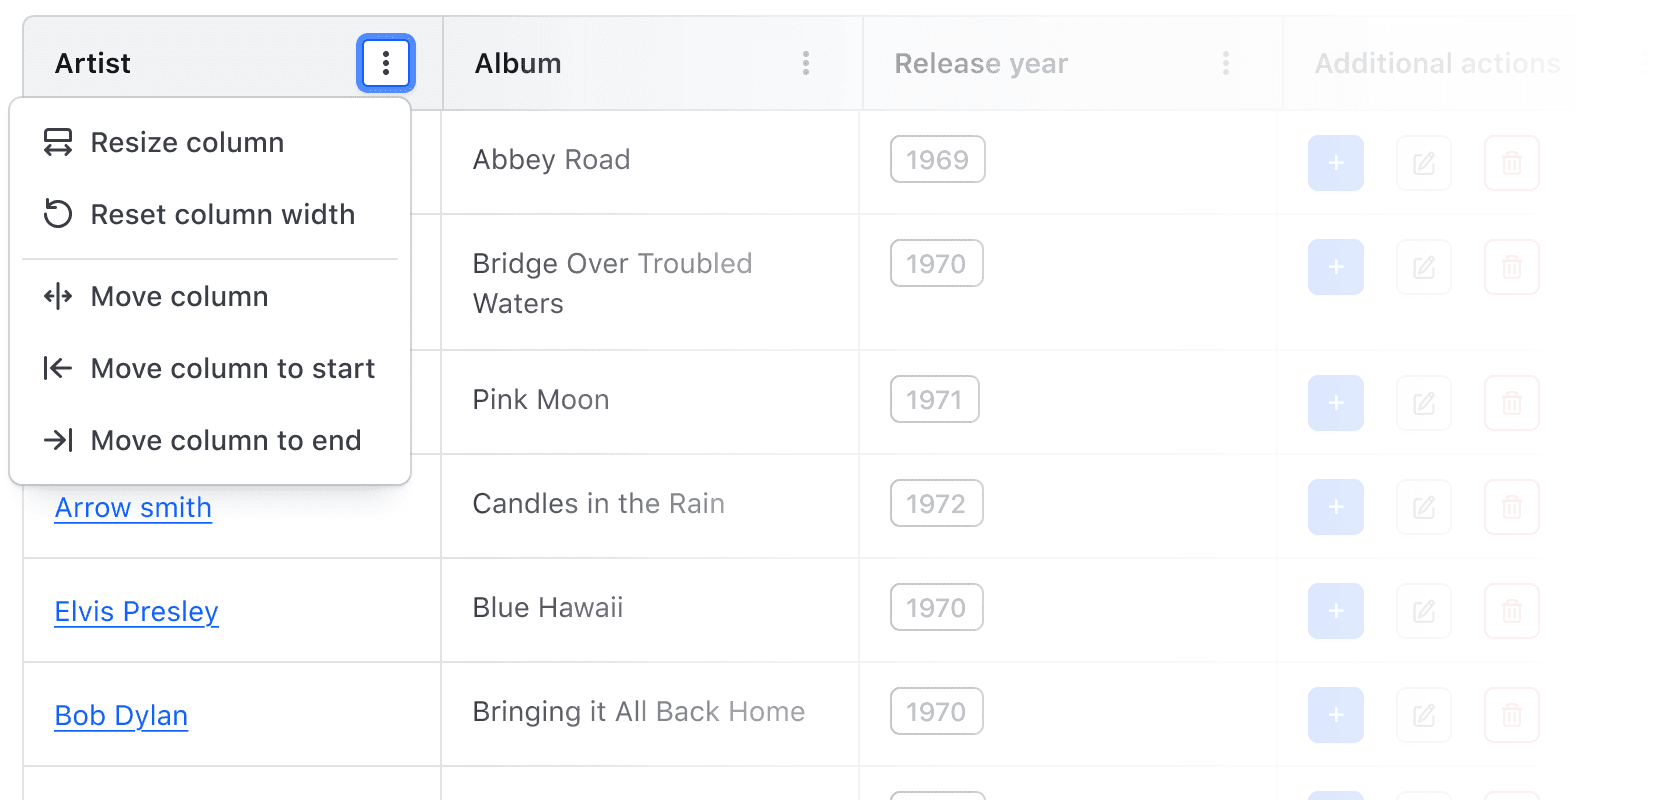 Artist
Album
Release year
Additional actions
Resize column
Reset column width
Move column
Move column to start
Move column to end
Abbey Road
1969
Bridge Over Troubled
Waters
1970
Pink Moon
1971
Arrow smith
Candles in the Rain
1972
Elvis Presley
Blue Hawaii
1970
Bob Dylan
Bringing it All Back Home
1970